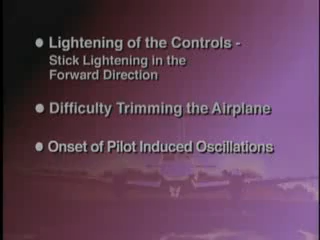 ● Lightening of the Controls -
Stick Lightening in the
Forward Direction
● Difficulty Trimming the Airplane
● Onset of Pilot Induced Oscillations